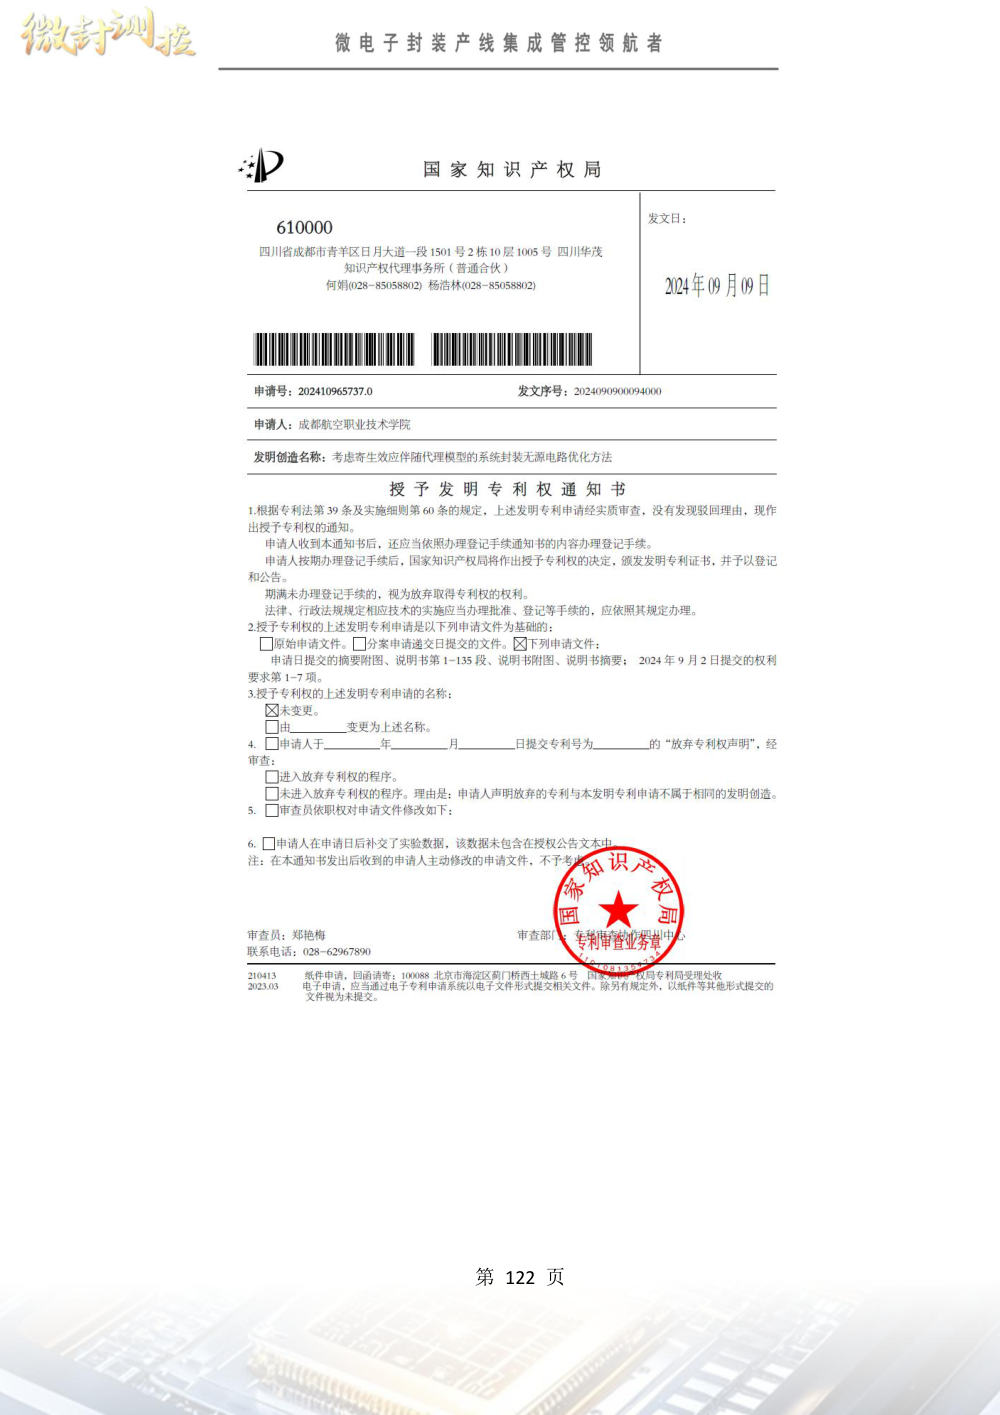 微封测控
微电子封装产线集成管控领航者
国家知识产权局
610000
四川省成都市青羊区日月大道一段 1501 号 2 栋 10 层 1005 号 四川华茂
知识产权代理事务所(普通合伙)
何娟(028-85058802) 杨浩林(028-85058802)
发文日：
2024 年 09 月 09 日
申请号：202410965737.0
发文序号：2024090900094000
申请人：成都航空职业技术学院
发明创造名称：考虑寄生效应伴随代理模型的系统封装无源电路优化方法
授予发明专利权通知书
1.根据专利法第 39 条及实施细则第 60 条的规定，上述发明专利申请经实质审查，没有发现驳回理由，现作
出授予专利权的通知。
申请人收到本通知书后，还应当依照办理登记手续通知书的内容办理登记手续。
申请人按期办理登记手续后，国家知识产权局将作出授予专利权的决定，颁发发明专利证书，并予以登记
和公告。
期满未办理登记手续的，视为放弃取得专利权的权利。
法律、行政法规规定相应技术的实施应当办理批准、登记等手续的，应依照其规定办理。
2.授予专利权的上述发明专利申请是以下列申请文件为基础的：
□原始申请文件。□分案申请递交日提交的文件。☒下列申请文件：
申请日提交的摘要附图、说明书第 1-135 段、说明书附图、说明书摘要； 2024 年 9 月 2 日提交的权利
要求第 1-7 项。
3.授予专利权的上述发明专利申请的名称：
☒未变更。
□由________变更为上述名称。
4. □申请人于________年________月________日提交专利号为________的“放弃专利权声明”，经
审查：
□进入放弃专利权的程序。
□未进入放弃专利权的程序。理由是：申请人声明放弃的专利与本发明专利申请不属于相同的发明创造。
5. □审查员依职权对申请文件修改如下：
6. □申请人在申请日后补交了实验数据，该数据未包含在授权公告文本中。
注：在本通知书发出后收到的申请人主动修改的申请文件，不予考虑。
国家知识产权局
专利审查业务章
审查员：郑艳梅
审查部门：专利审查协作四川中心
联系电话：028-62967890
210413 纸件申请，回函请寄：100088 北京市海淀区蓟门桥西土城路 6 号 国家知识产权局专利局受理处收
2023.03 电子申请，应当通过电子专利申请系统以电子文件形式提交相关文件。除另有规定外，以纸件等其他形式提交的
文件视为未提交。
第 122 页